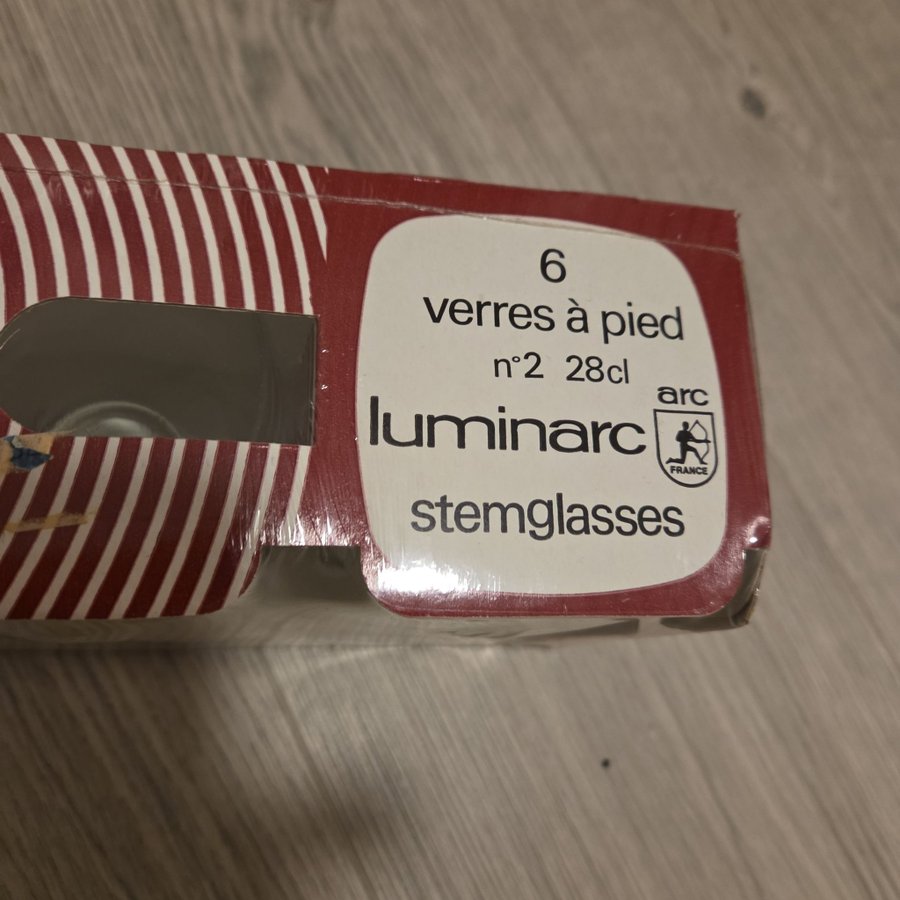 6
verres à pied
n°2 28cl
arc
luminarc
FRANCE
stemglasses